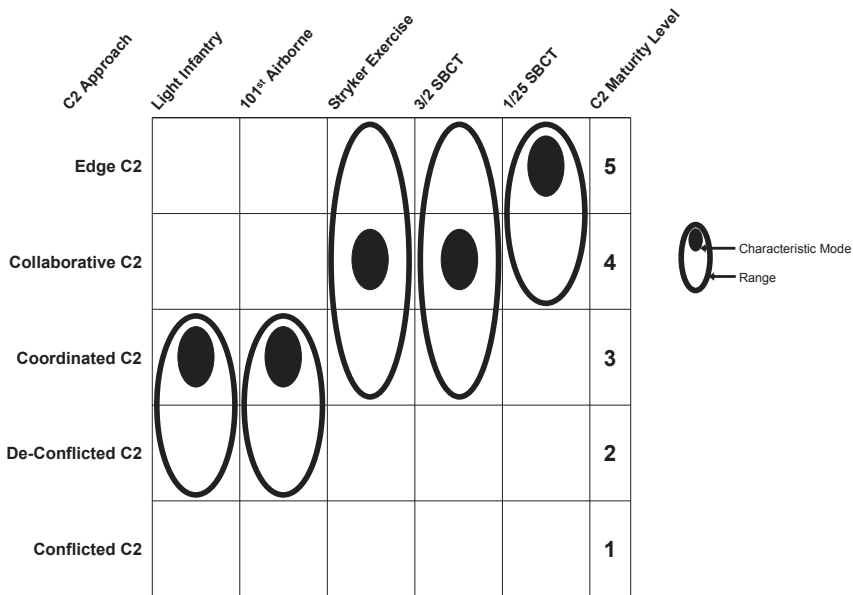 C2 Approach
Light Infantry
101st Airborne
Stryker Exercise
3/2 SBCT
1/25 SBCT
C2 Maturity Level
Edge C2
5
Collaborative C2
4
Coordinated C2
3
De-Conflicted C2
2
Conflicted C2
1
Characteristic Mode
Range